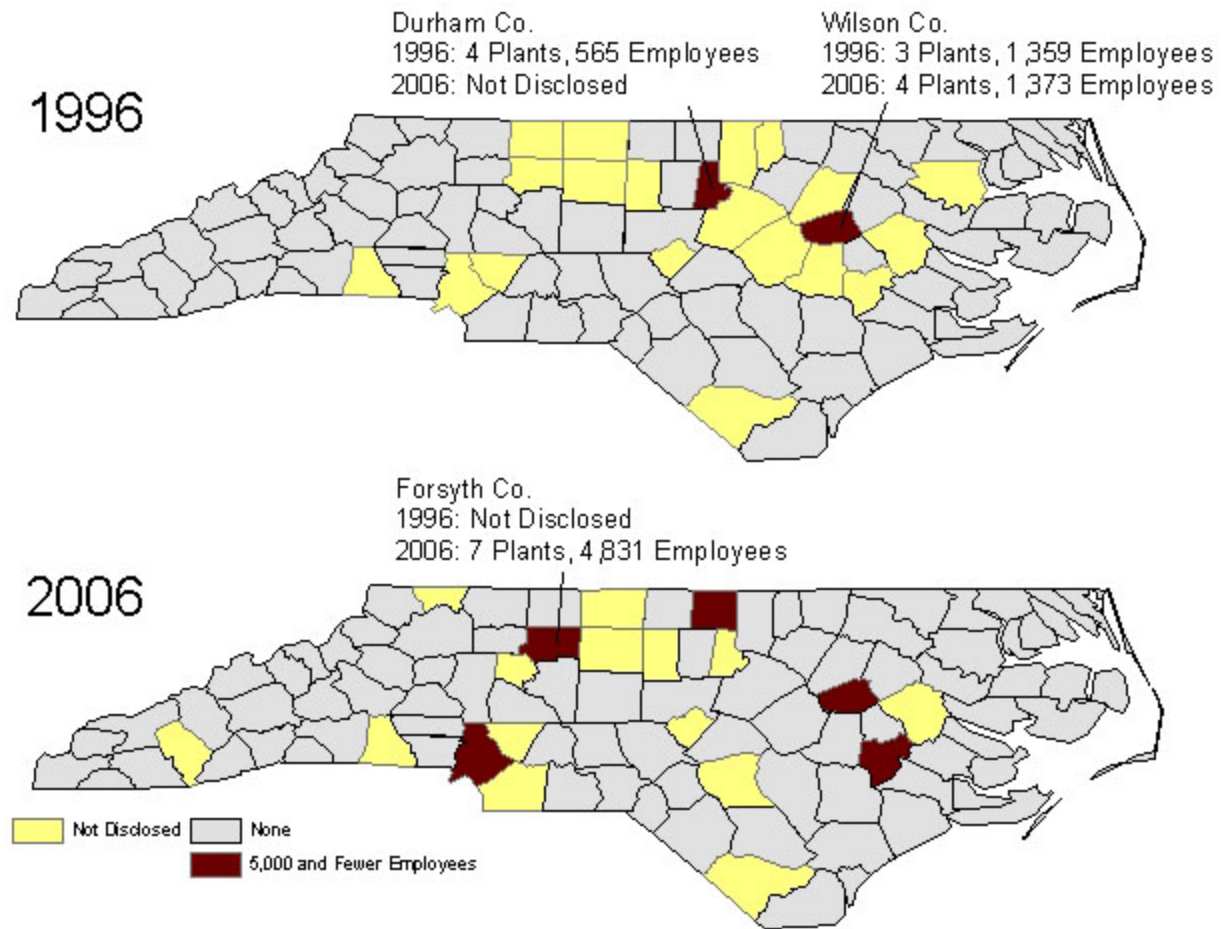 Durham Co.
1996: 4 Plants, 565 Employees
2006: Not Disclosed
Wilson Co.
1996: 3 Plants, 1,359 Employees
2006: 4 Plants, 1,373 Employees
1996
Forsyth Co.
1996: Not Disclosed
2006: 7 Plants, 4,831 Employees
2006
Not Disclosed
None
5,000 and Fewer Employees